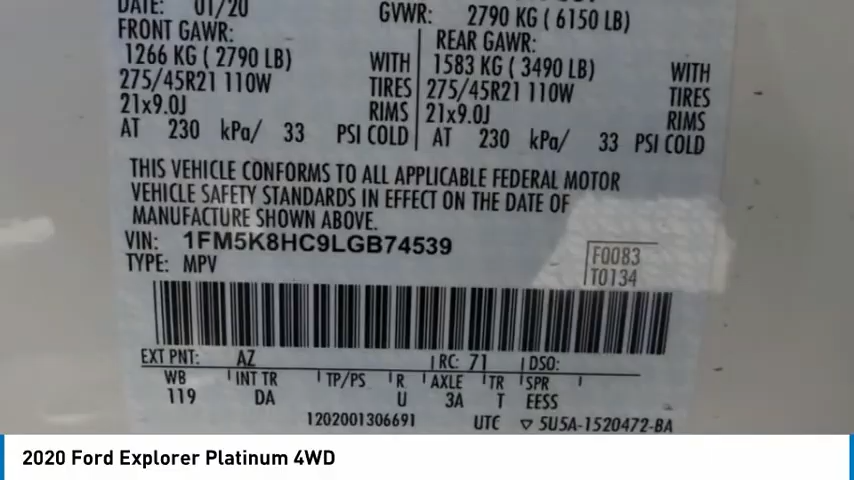 DATE: 01/20
GVWR: 2790 KG ( 6150 LB)
FRONT GAWR:
REAR GAWR:
1266 KG ( 2790 LB) WITH
1583 KG ( 3490 LB) WITH
275/45R21 110W TIRES
275/45R21 110W TIRES
21x9.0J RIMS
21x9.0J RIMS
AT 230 kPa/ 33 PSI COLD
AT 230 kPa/ 33 PSI COLD
THIS VEHICLE CONFORMS TO ALL APPLICABLE FEDERAL MOTOR
VEHICLE SAFETY STANDARDS IN EFFECT ON THE DATE OF
MANUFACTURE SHOWN ABOVE.
VIN: 1FM5K8HC9LGB74539
TYPE: MPV
F0083
T0134
EXT PNT: AZ RC: 71 DSO:
WB INT TR TP/PS R AXLE TR SPR
119 DA U 3A T EESS
1202001306691 UTC ▽ 5U5A-1520472-BA
2020 Ford Explorer Platinum 4WD